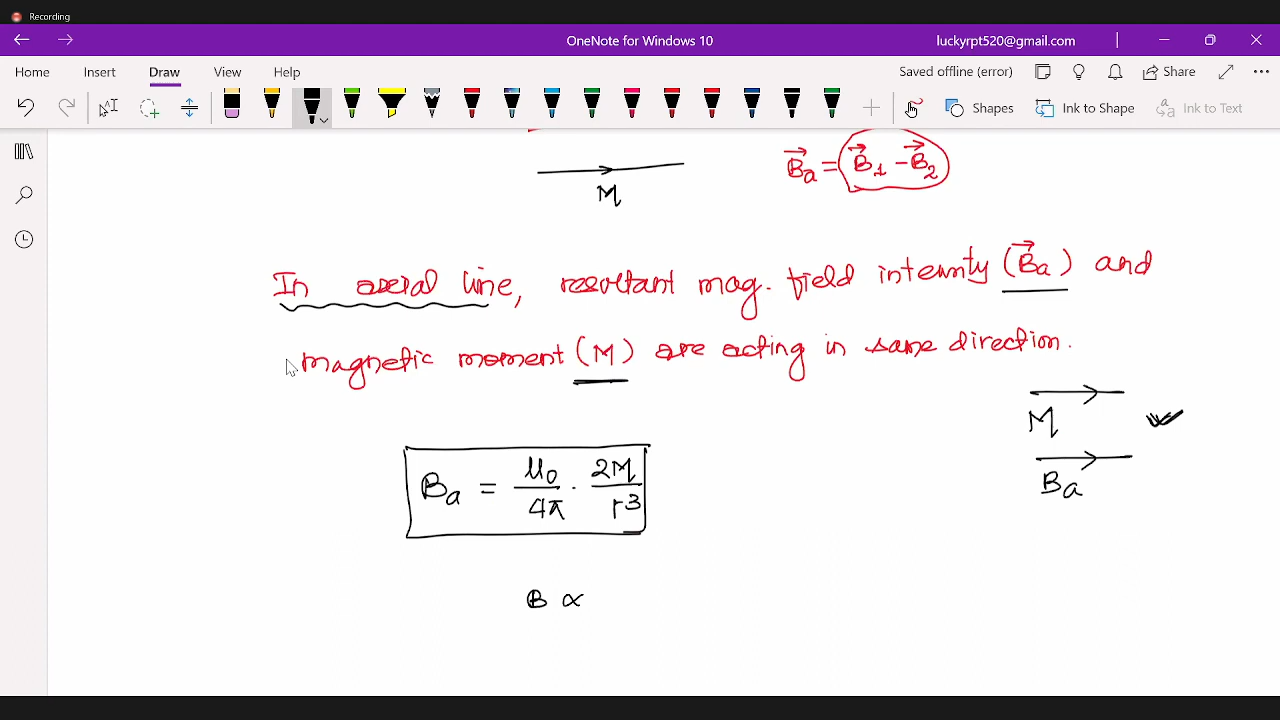 Recording
OneNote for Windows 10
luckyrpt520@gmail.com
Home Insert Draw View Help
Saved offline (error)
Share
Shapes
Ink to Shape
Ink to Text
M
B⃗a = B⃗1 − B⃗2
In axial line, resultant mag. field intensity (B⃗a) and
magnetic moment (M) are acting in same direction.
M
Ba
Ba = μ0/4π · 2M/r³
B ∝